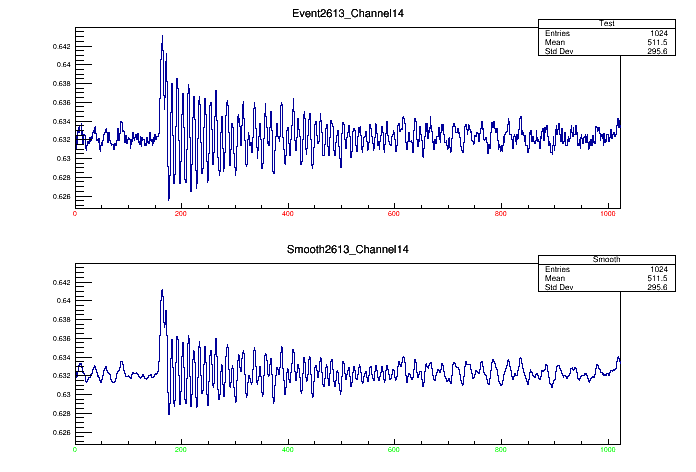 Event2613_Channel14
Test
Entries 1024
Mean 511.5
Std Dev 295.6
0.642
0.64
0.638
0.636
0.634
0.632
0.63
0.628
0.626
0 200 400 600 800 1000
Smooth2613_Channel14
Smooth
Entries 1024
Mean 511.5
Std Dev 295.6
0.642
0.64
0.638
0.636
0.634
0.632
0.63
0.628
0.626
0 200 400 600 800 1000